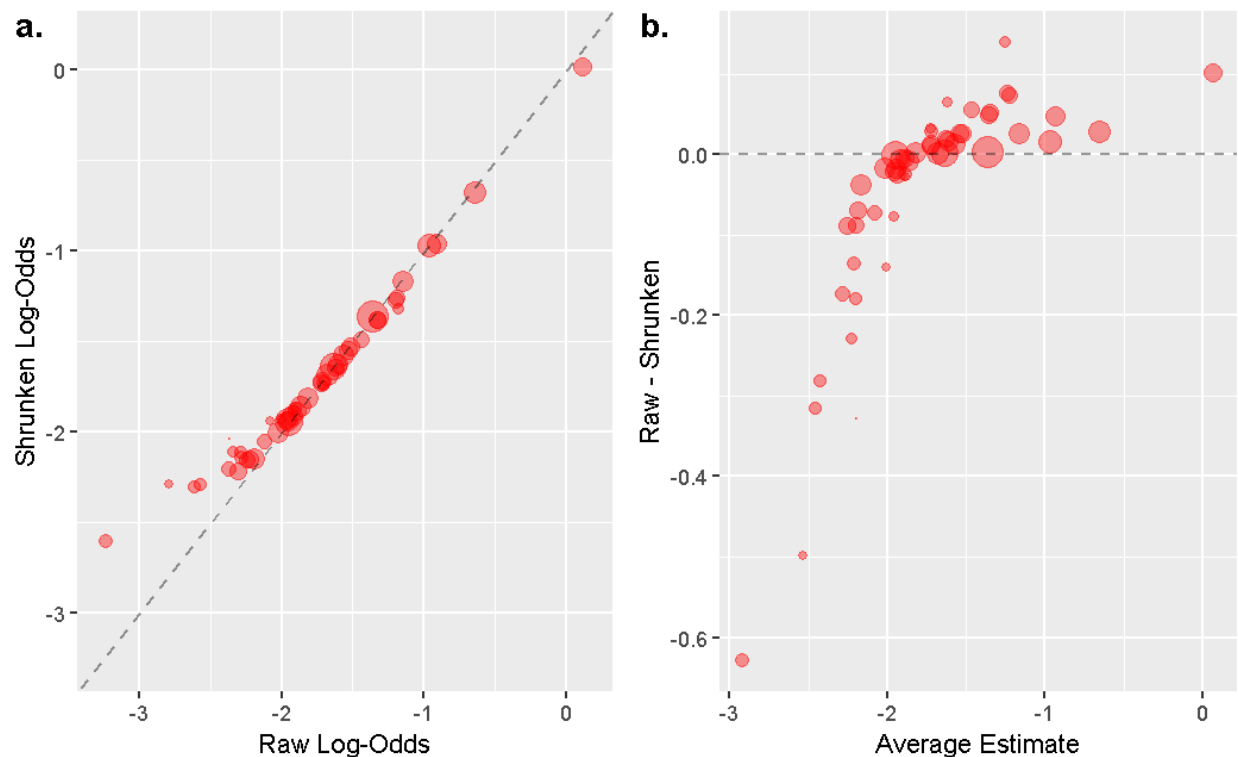 a.
0
-1
-2
-3
Shrunken Log-Odds
-3
-2
-1
0
Raw Log-Odds
b.
0.0
-0.2
-0.4
-0.6
Raw - Shrunken
-3
-2
-1
0
Average Estimate